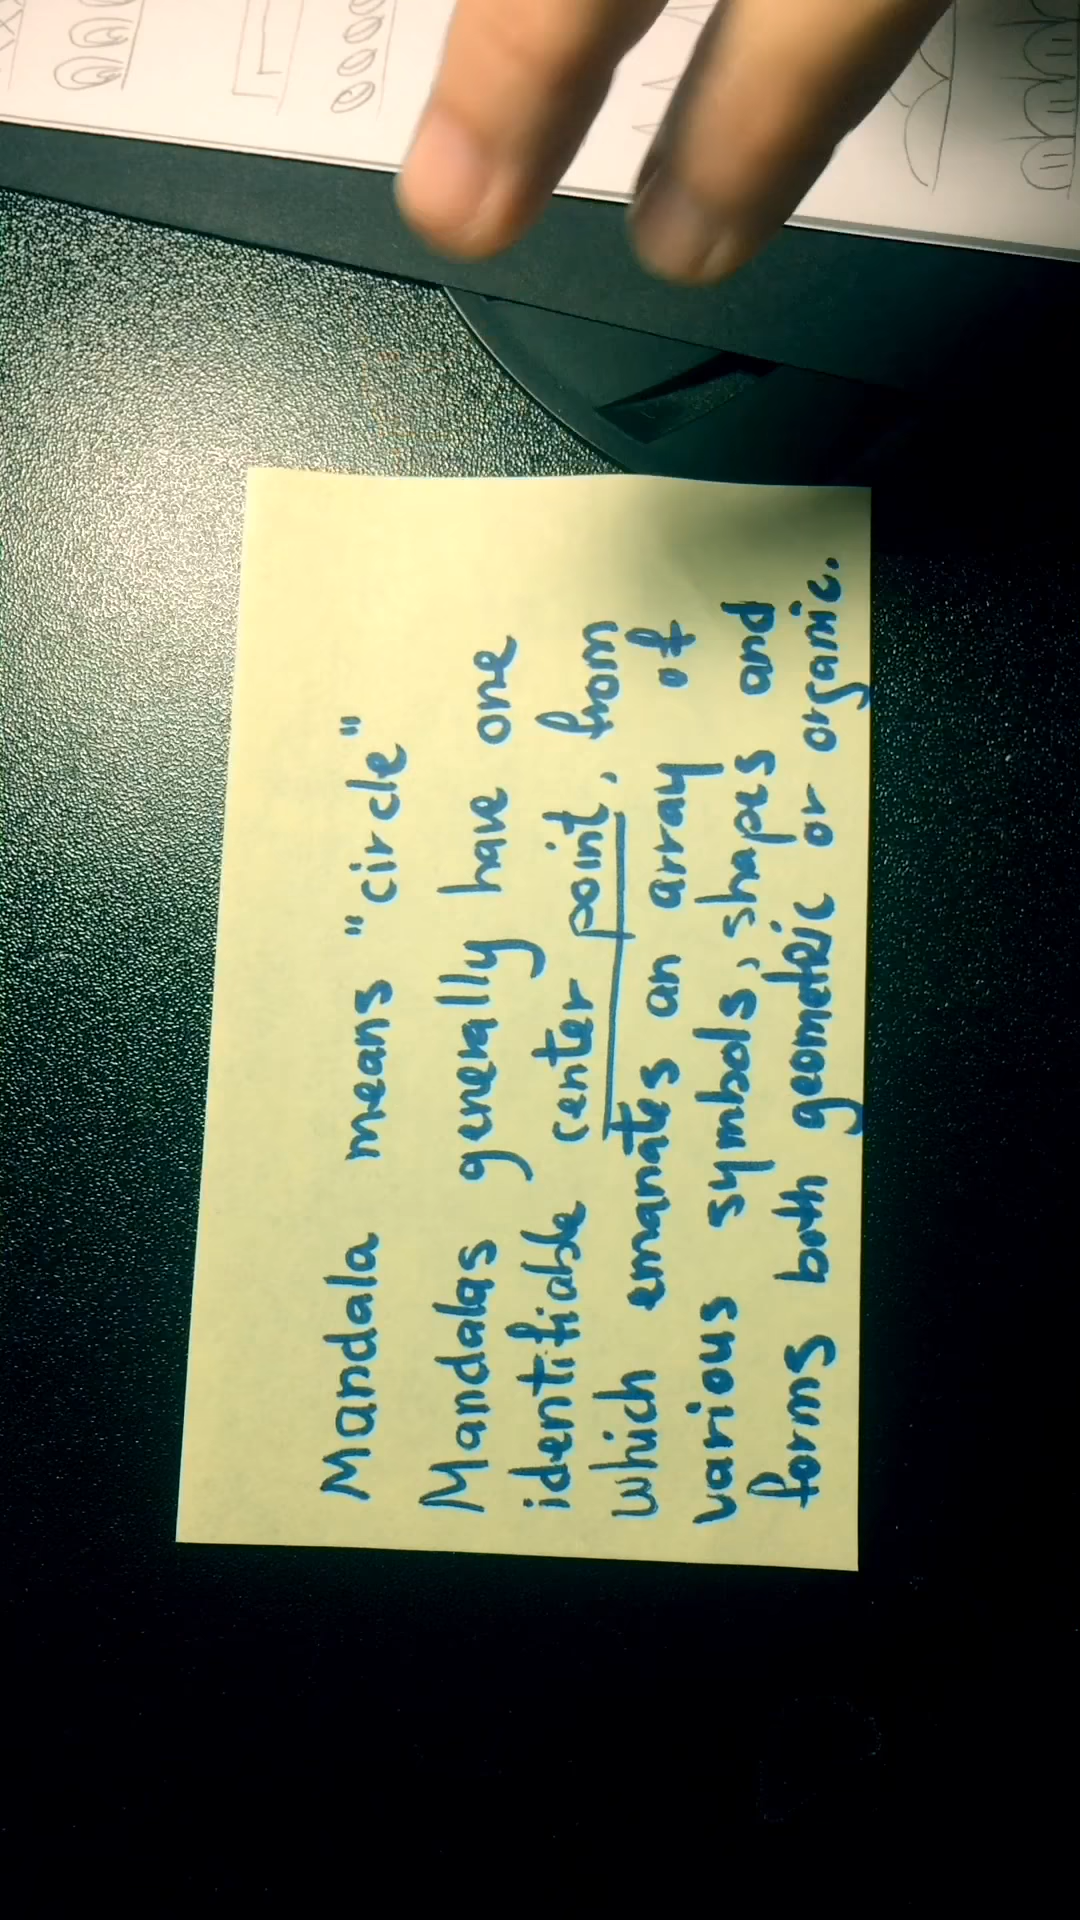 Mandala means "circle"
Mandalas generally have one
identifiable center point, from
which emanates an array of
various symbols, shapes and
forms both geometric or organic.